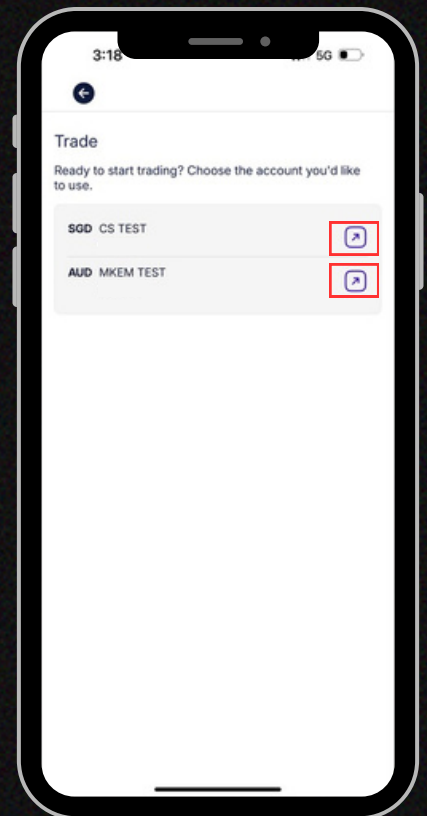 3:18 5G
Trade
Ready to start trading? Choose the account you'd like
to use.
SGD CS TEST
AUD MKEM TEST